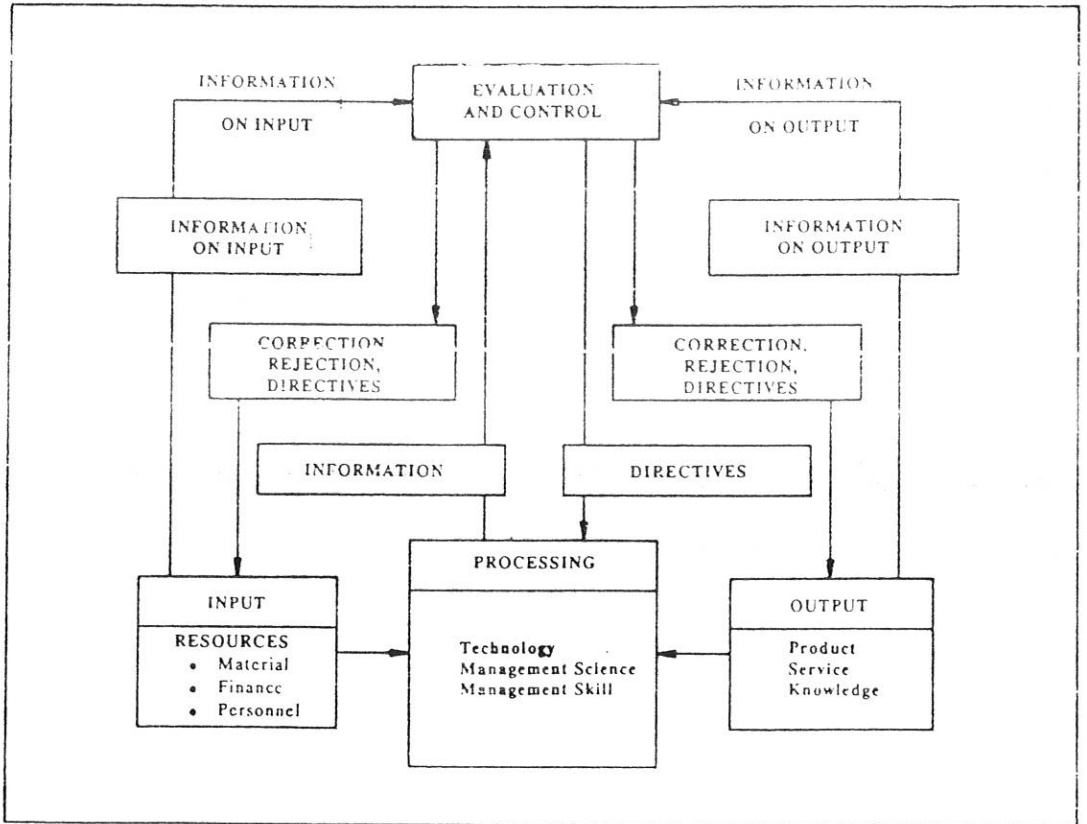 INFORMATION
ON INPUT
EVALUATION
AND CONTROL
INFORMATION
ON OUTPUT
INFORMATION
ON INPUT
INFORMATION
ON OUTPUT
CORRECTION
REJECTION,
DIRECTIVES
CORRECTION,
REJECTION,
DIRECTIVES
INFORMATION
DIRECTIVES
PROCESSING
Technology
Management Science
Management Skill
INPUT
RESOURCES
• Material
• Finance
• Personnel
OUTPUT
Product
Service
Knowledge